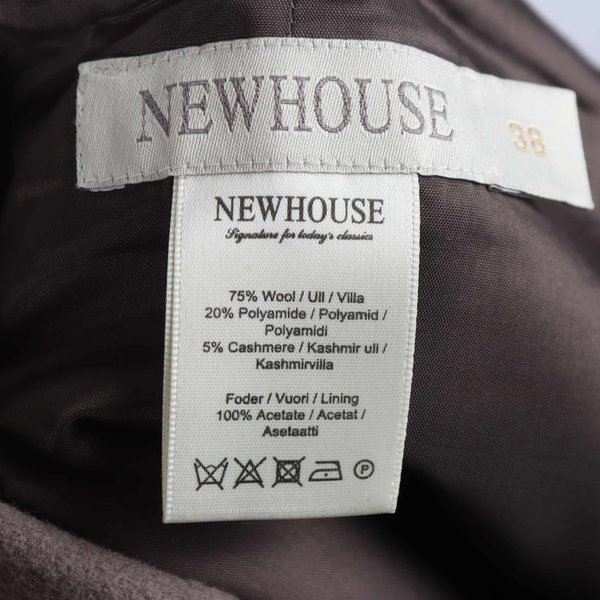 NEWHOUSE
38
NEWHOUSE
Signature for today's classics
75% Wool / Ull / Villa
20% Polyamide / Polyamid /
Polyamidi
5% Cashmere / Kashmir ull /
Kashmirvilla
Foder / Vuori / Lining
100% Acetate / Acetat /
Asetaatti
P